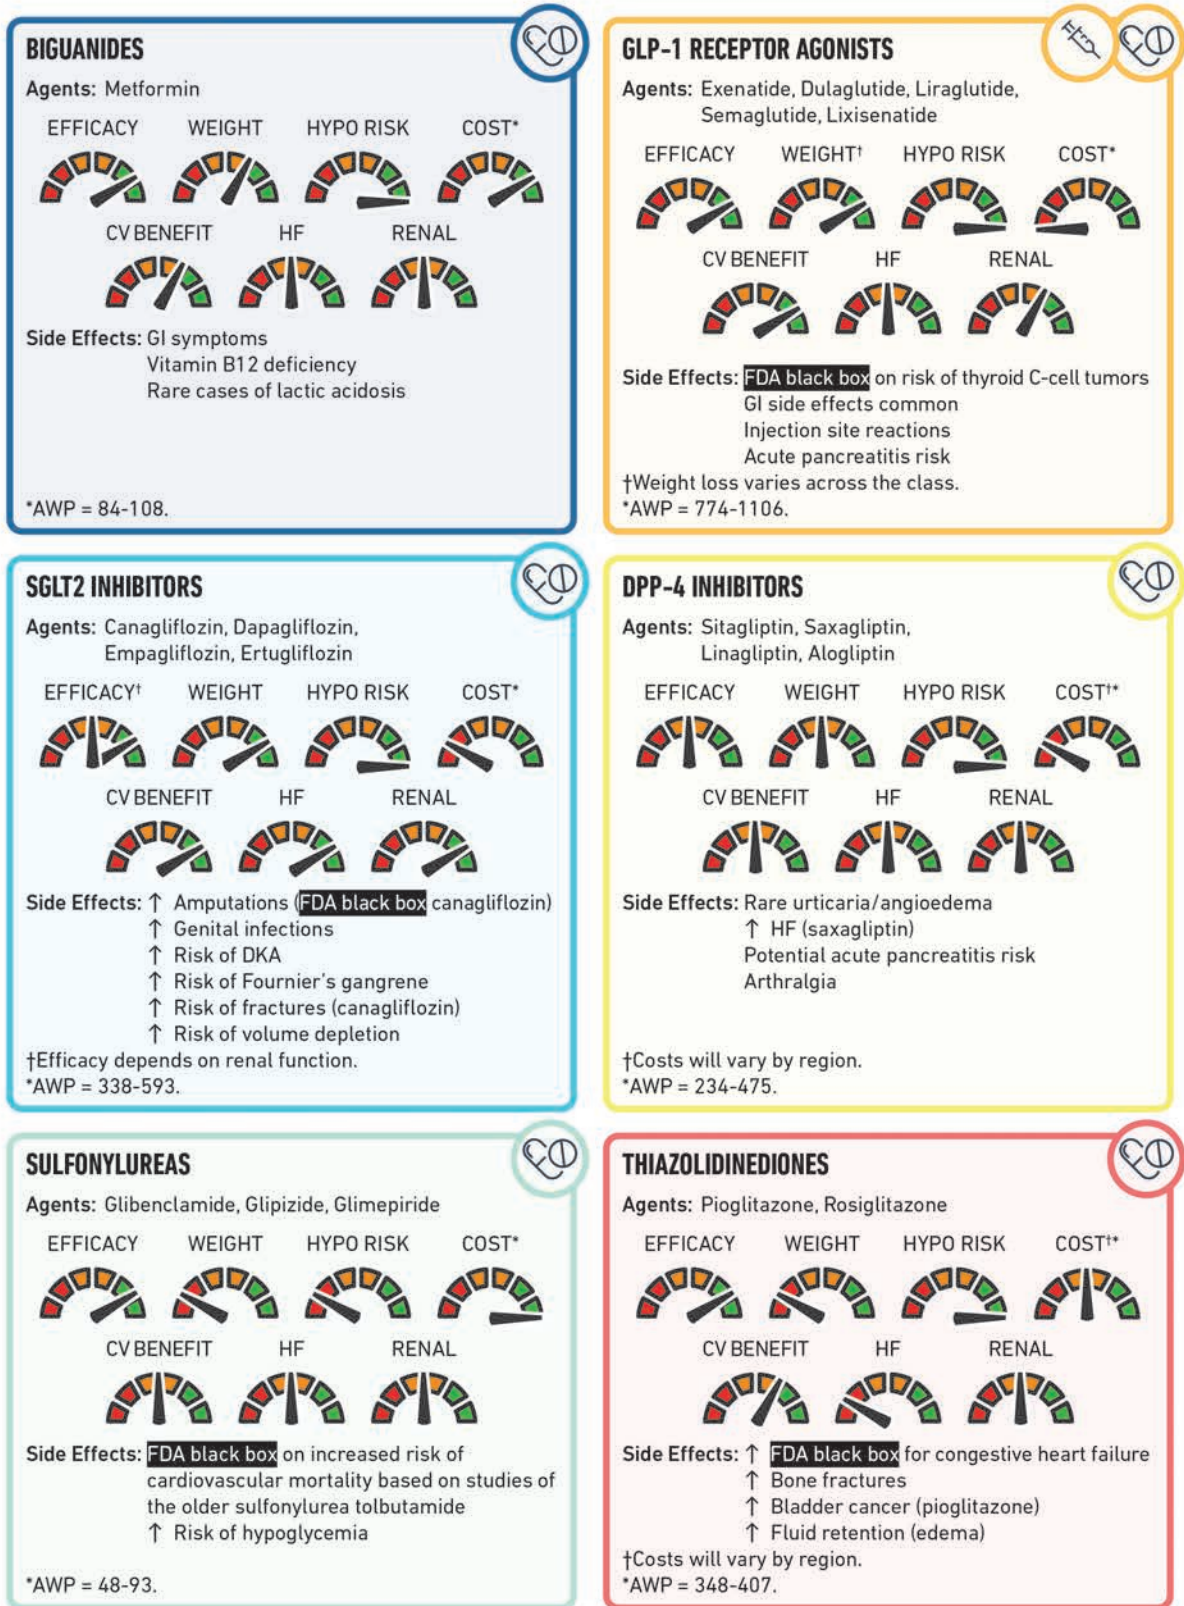 BIGUANIDES
Agents: Metformin
EFFICACY WEIGHT HYPO RISK COST*
CV BENEFIT HF RENAL
Side Effects: GI symptoms
Vitamin B12 deficiency
Rare cases of lactic acidosis
*AWP = 84-108.
GLP-1 RECEPTOR AGONISTS
Agents: Exenatide, Dulaglutide, Liraglutide,
Semaglutide, Lixisenatide
EFFICACY WEIGHT† HYPO RISK COST*
CV BENEFIT HF RENAL
Side Effects: FDA black box on risk of thyroid C-cell tumors
GI side effects common
Injection site reactions
Acute pancreatitis risk
†Weight loss varies across the class.
*AWP = 774-1106.
SGLT2 INHIBITORS
Agents: Canagliflozin, Dapagliflozin,
Empagliflozin, Ertugliflozin
EFFICACY† WEIGHT HYPO RISK COST*
CV BENEFIT HF RENAL
Side Effects: ↑ Amputations (FDA black box canagliflozin)
↑ Genital infections
↑ Risk of DKA
↑ Risk of Fournier's gangrene
↑ Risk of fractures (canagliflozin)
↑ Risk of volume depletion
†Efficacy depends on renal function.
*AWP = 338-593.
DPP-4 INHIBITORS
Agents: Sitagliptin, Saxagliptin,
Linagliptin, Alogliptin
EFFICACY WEIGHT HYPO RISK COST†*
CV BENEFIT HF RENAL
Side Effects: Rare urticaria/angioedema
↑ HF (saxagliptin)
Potential acute pancreatitis risk
Arthralgia
†Costs will vary by region.
*AWP = 234-475.
SULFONYLUREAS
Agents: Glibenclamide, Glipizide, Glimepiride
EFFICACY WEIGHT HYPO RISK COST*
CV BENEFIT HF RENAL
Side Effects: FDA black box on increased risk of
cardiovascular mortality based on studies of
the older sulfonylurea tolbutamide
↑ Risk of hypoglycemia
*AWP = 48-93.
THIAZOLIDINEDIONES
Agents: Pioglitazone, Rosiglitazone
EFFICACY WEIGHT HYPO RISK COST†*
CV BENEFIT HF RENAL
Side Effects: ↑ FDA black box for congestive heart failure
↑ Bone fractures
↑ Bladder cancer (pioglitazone)
↑ Fluid retention (edema)
†Costs will vary by region.
*AWP = 348-407.